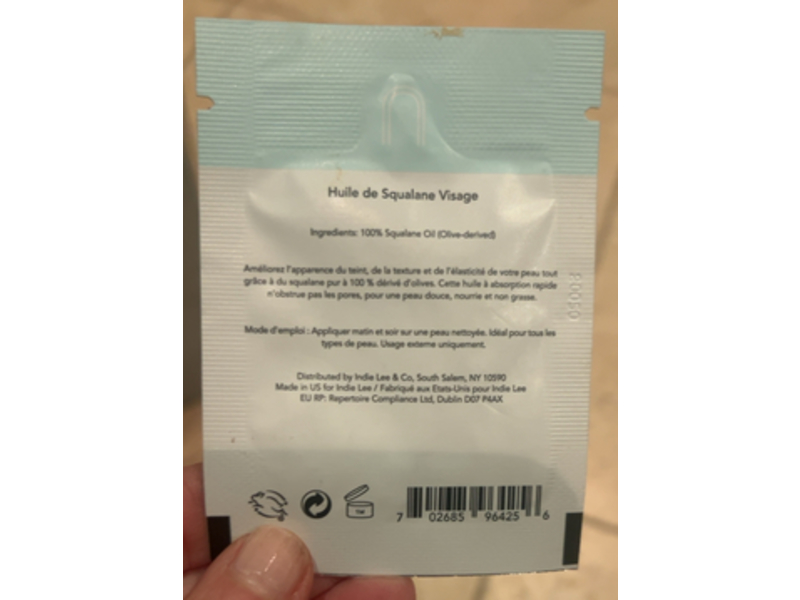 Huile de Squalane Visage
Ingredients: 100% Squalane Oil (Olive-derived)
Améliorez l'apparence du teint, de la texture et de l'élasticité de votre peau tout
grâce à du squalane pur à 100 % dérivé d'olives. Cette huile à absorption rapide
n'obstrue pas les pores, pour une peau douce, nourrie et non grasse.
Mode d'emploi : Appliquer matin et soir sur une peau nettoyée. Idéal pour tous les
types de peau. Usage externe uniquement.
Distributed by Indie Lee & Co, South Salem, NY 10590
Made in US for Indie Lee / Fabriqué aux Etats-Unis pour Indie Lee
EU RP: Repertoire Compliance Ltd, Dublin D07 P4AX
7 02685 96425 6